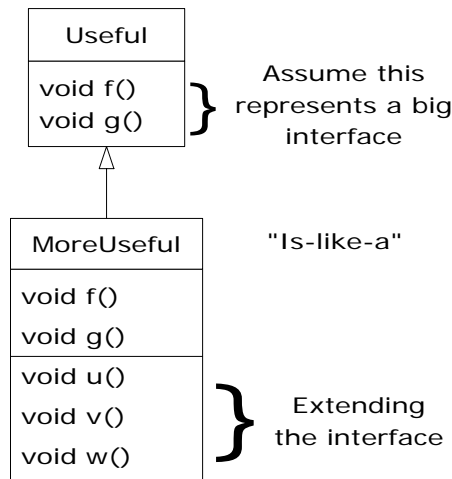 Useful
void f()
void g()
Assume this
represents a big
interface
MoreUseful
"Is-like-a"
void f()
void g()
void u()
void v()
void w()
Extending
the interface